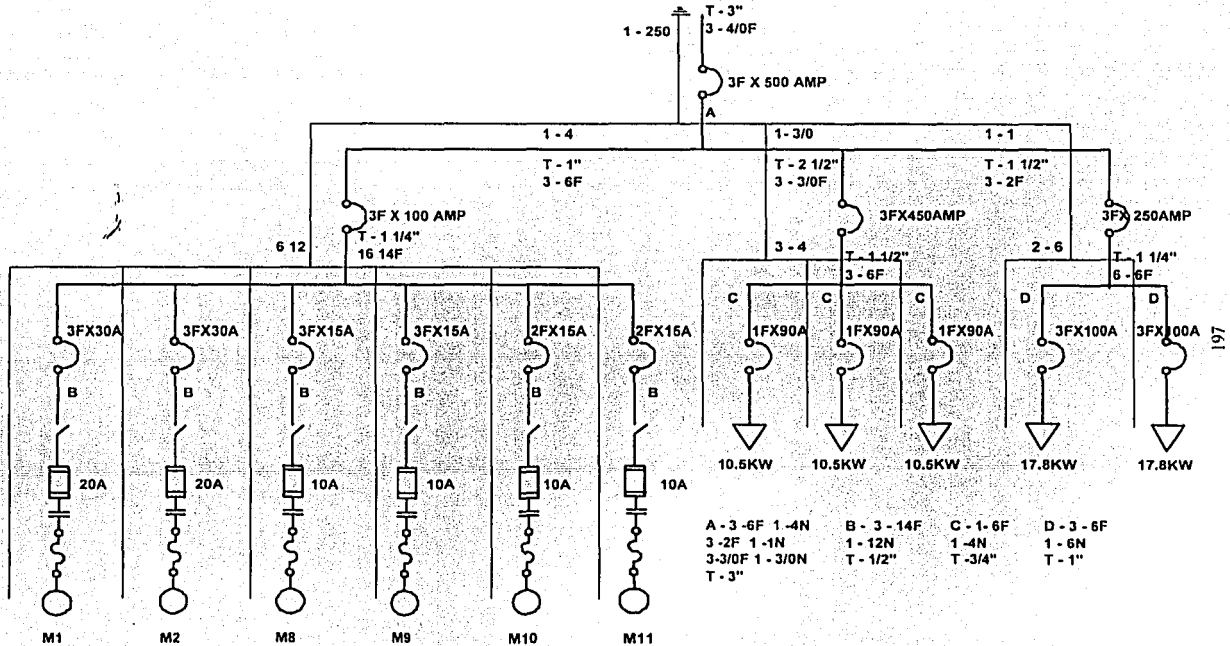 T - 3"
1 - 250
3 - 4/0F
3F X 500 AMP
A
1 - 4
1 - 3/0
1 - 1
T - 1"
3 - 6F
T - 2 1/2"
3 - 3/0F
T - 1 1/2"
3 - 2F
3F X 100 AMP
3FX450AMP
3FX 250AMP
6 12
T - 1 1/4"
16 14F
3 - 4
T - 1 1/2"
3 - 6F
2 - 6
T - 1 1/4"
6 - 6F
C
C
C
D
D
3FX30A
3FX30A
3FX15A
3FX15A
2FX15A
2FX15A
1FX90A
1FX90A
1FX90A
3FX100A
3FX100A
197
B
B
B
B
B
B
10.5KW
10.5KW
10.5KW
17.8KW
17.8KW
20A
20A
10A
10A
10A
10A
A - 3 -6F 1 -4N
3 -2F 1 -1N
3-3/0F 1 - 3/0N
T - 3"
B - 3 - 14F
1 - 12N
T - 1/2"
C - 1- 6F
1 -4N
T -3/4"
D - 3 - 6F
1 - 6N
T - 1"
M1
M2
M8
M9
M10
M11